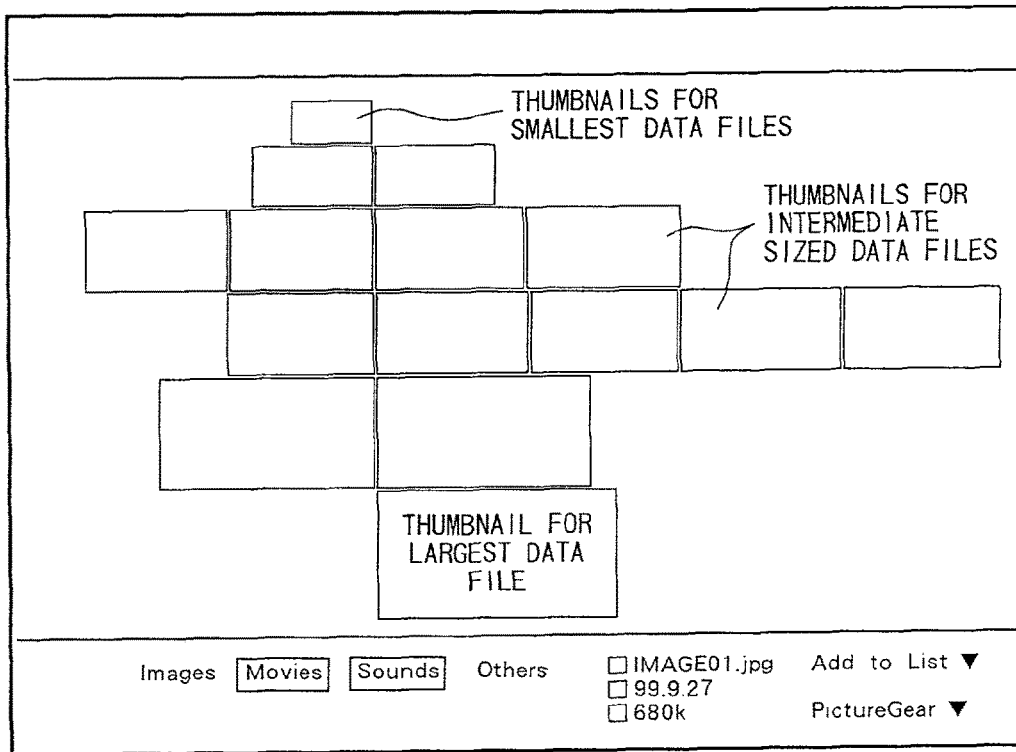 THUMBNAILS FOR
SMALLEST DATA FILES
THUMBNAILS FOR
INTERMEDIATE
SIZED DATA FILES
THUMBNAIL FOR
LARGEST DATA
FILE
Images Movies Sounds Others
IMAGE01.jpg
99.9.27
680k
Add to List ▼
PictureGear ▼